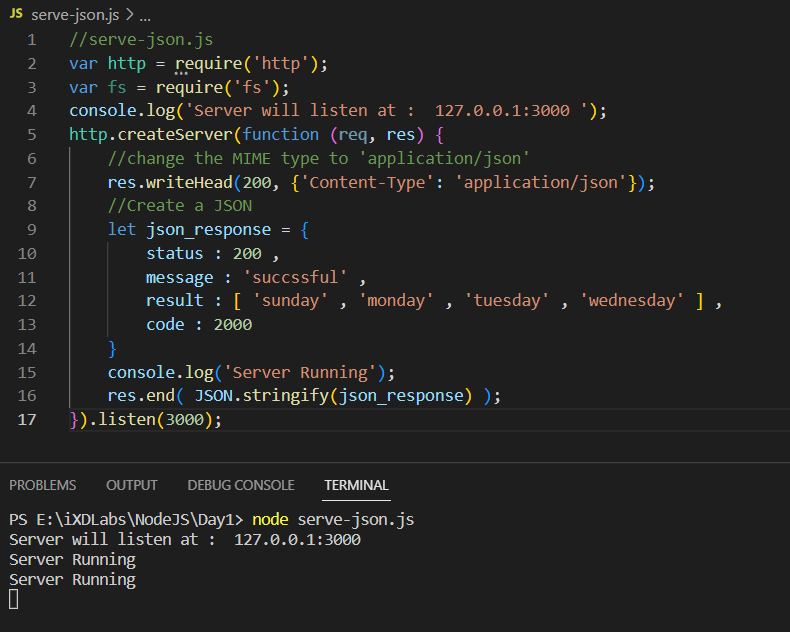 JS serve-json.js > ...
1 //serve-json.js
2 var http = require('http');
3 var fs = require('fs');
4 console.log('Server will listen at :  127.0.0.1:3000 ');
5 http.createServer(function (req, res) {
6     //change the MIME type to 'application/json'
7     res.writeHead(200, {'Content-Type': 'application/json'});
8     //Create a JSON
9     let json_response = {
10         status : 200 ,
11         message : 'succssful' ,
12         result : [ 'sunday' , 'monday' , 'tuesday' , 'wednesday' ] ,
13         code : 2000
14     }
15     console.log('Server Running');
16     res.end( JSON.stringify(json_response) );
17 }).listen(3000);
PROBLEMS OUTPUT DEBUG CONSOLE TERMINAL
PS E:\iXDLabs\NodeJS\Day1> node serve-json.js
Server will listen at :  127.0.0.1:3000
Server Running
Server Running